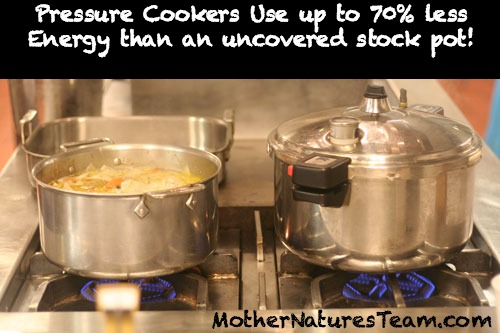 Pressure Cookers Use up to 70% less
Energy than an uncovered stock pot!
MotherNaturesTeam.com